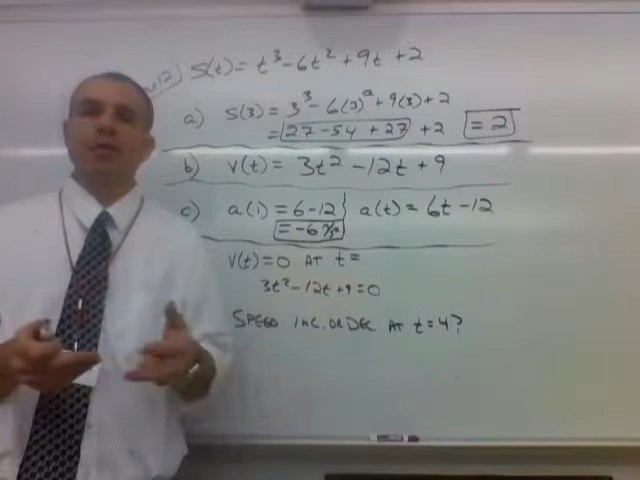 12) S(t) = t³ - 6t² + 9t + 2
a) S(3) = 3³ - 6(3)² + 9(3) + 2
= 27 - 54 + 27 + 2 = 2
b) V(t) = 3t² - 12t + 9
c) a(1) = 6 - 12 } a(t) = 6t - 12
= -6
V(t) = 0 AT t =
3t² - 12t + 9 = 0
SPEED INC. OR DEC AT t = 4?